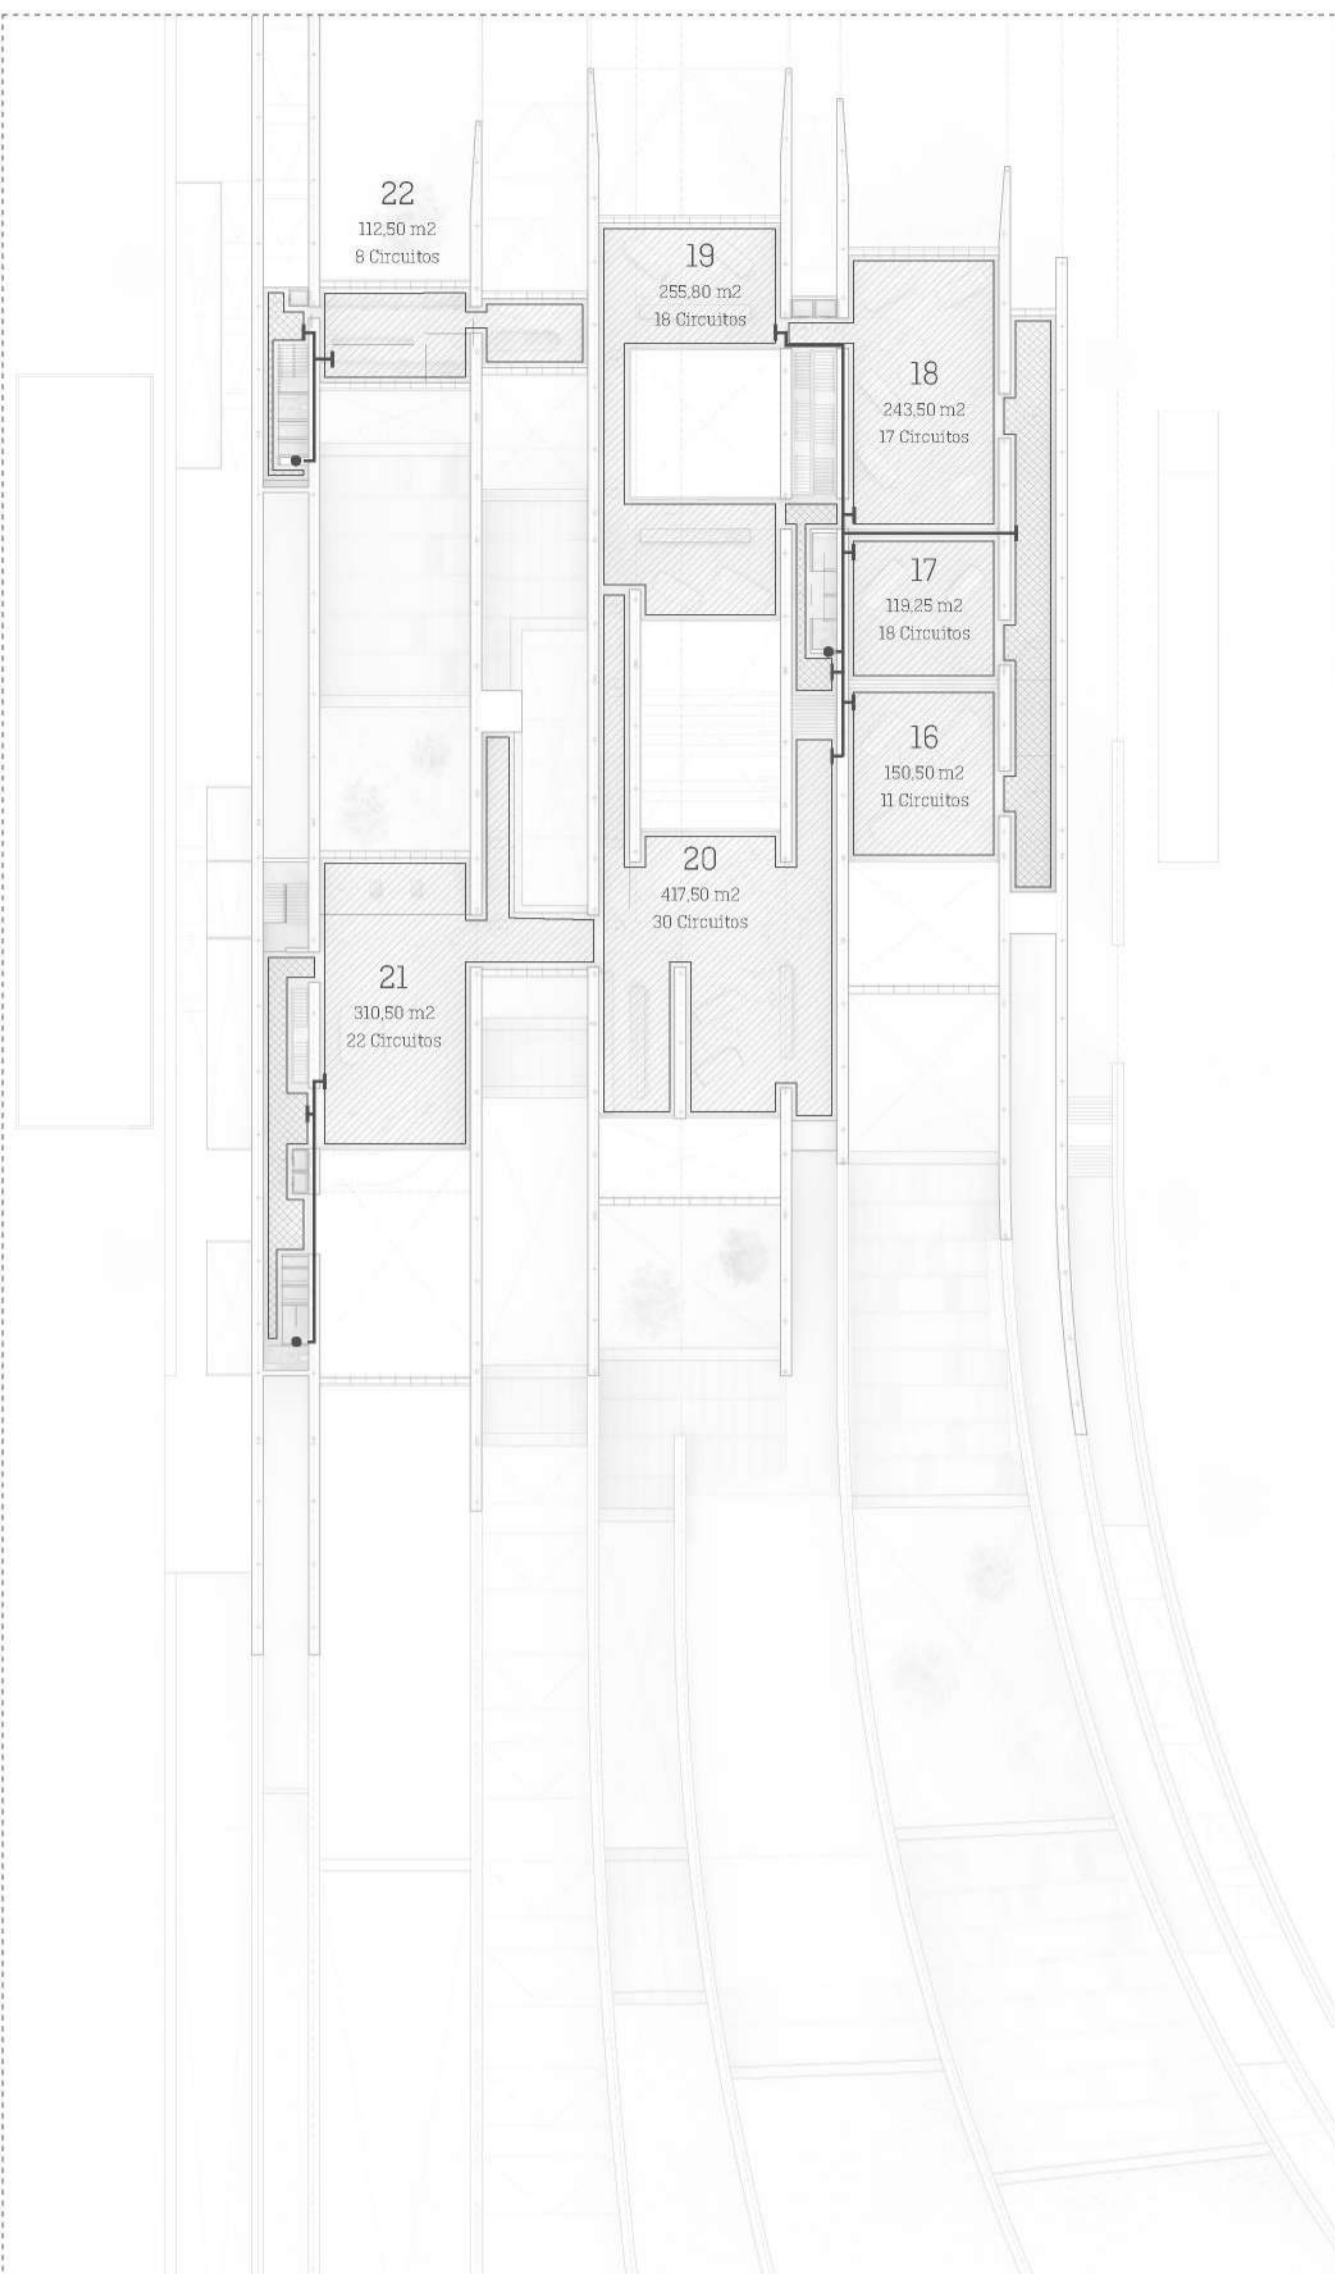 22
112,50 m2
8 Circuitos
19
255,80 m2
18 Circuitos
18
243,50 m2
17 Circuitos
17
119,25 m2
18 Circuitos
16
150,50 m2
11 Circuitos
20
417,50 m2
30 Circuitos
21
310,50 m2
22 Circuitos